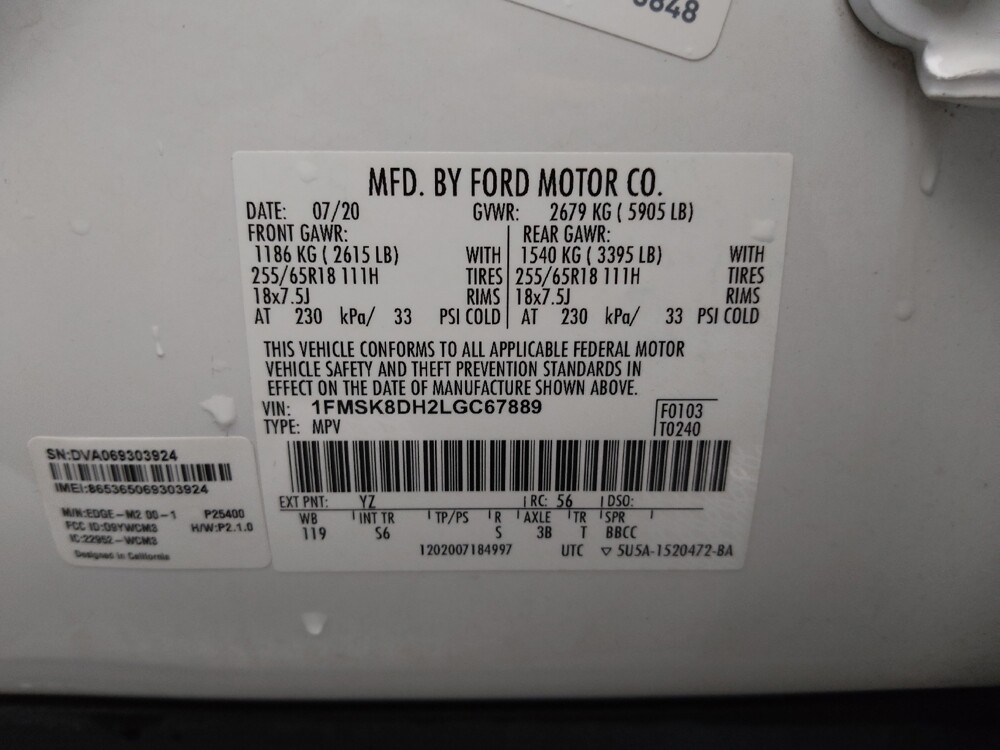 MFD. BY FORD MOTOR CO.
DATE: 07/20 GVWR: 2679 KG ( 5905 LB)
FRONT GAWR: REAR GAWR:
1186 KG ( 2615 LB) WITH 1540 KG ( 3395 LB) WITH
255/65R18 111H TIRES 255/65R18 111H TIRES
18x7.5J RIMS 18x7.5J RIMS
AT 230 kPa/ 33 PSI COLD AT 230 kPa/ 33 PSI COLD
THIS VEHICLE CONFORMS TO ALL APPLICABLE FEDERAL MOTOR
VEHICLE SAFETY AND THEFT PREVENTION STANDARDS IN
EFFECT ON THE DATE OF MANUFACTURE SHOWN ABOVE.
VIN: 1FMSK8DH2LGC67889 F0103
TYPE: MPV T0240
EXT PNT: YZ RC: 56 DSO:
WB INT TR TP/PS R AXLE TR SPR
119 S6 S 3B T BBCC
1202007184997 UTC ▽ 5U5A-1520472-BA
SN:DVA069303924
IMEI:865365069303924
M/N:EDGE-M2 00-1 P25400
FCC ID:O9YWCM3 H/W:P2.1.0
IC:22952-WCM3
Designed in California